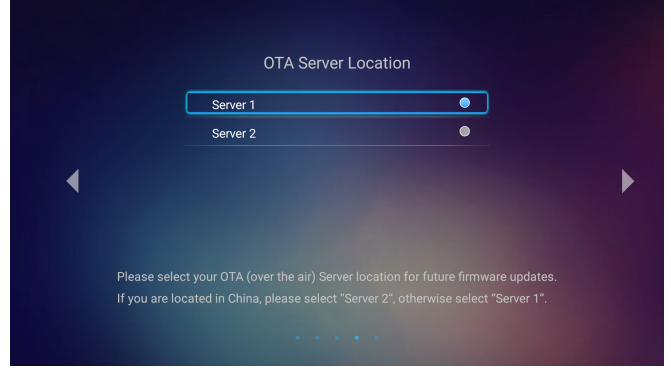 OTA Server Location
Server 1
Server 2
Please select your OTA (over the air) Server location for future firmware updates.
If you are located in China, please select “Server 2”, otherwise select “Server 1”.